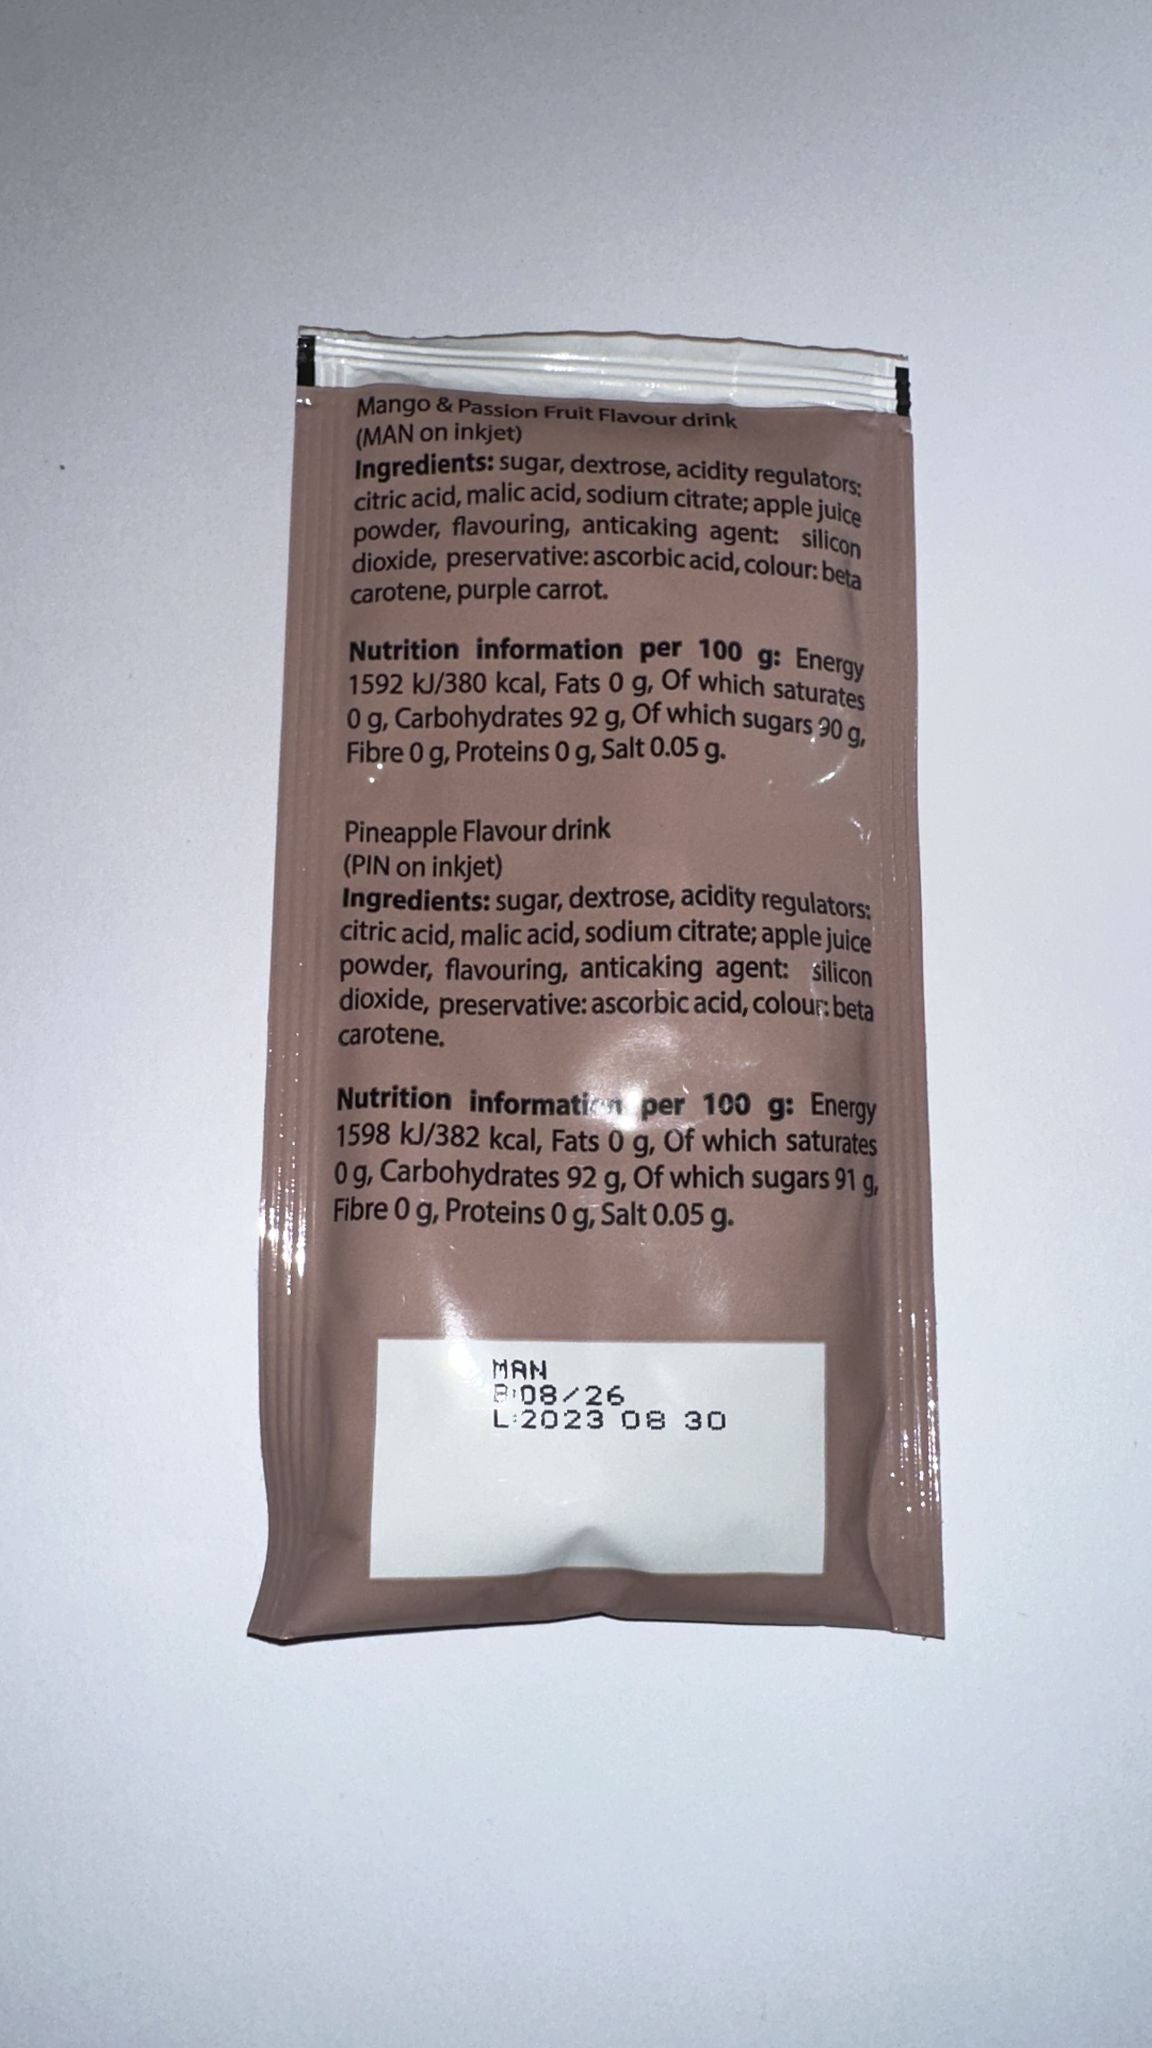 Mango & Passion Fruit Flavour drink
(MAN on inkjet)
Ingredients: sugar, dextrose, acidity regulators:
citric acid, malic acid, sodium citrate; apple juice
powder, flavouring, anticaking agent: silicon
dioxide, preservative: ascorbic acid, colour: beta
carotene, purple carrot.
Nutrition information per 100 g: Energy
1592 kJ/380 kcal, Fats 0 g, Of which saturates
0 g, Carbohydrates 92 g, Of which sugars 90 g,
Fibre 0 g, Proteins 0 g, Salt 0.05 g.
Pineapple Flavour drink
(PIN on inkjet)
Ingredients: sugar, dextrose, acidity regulators:
citric acid, malic acid, sodium citrate; apple juice
powder, flavouring, anticaking agent: silicon
dioxide, preservative: ascorbic acid, colour: beta
carotene.
Nutrition information per 100 g: Energy
1598 kJ/382 kcal, Fats 0 g, Of which saturates
0 g, Carbohydrates 92 g, Of which sugars 91 g,
Fibre 0 g, Proteins 0 g, Salt 0.05 g.
MAN
B:08/26
L:2023 08 30